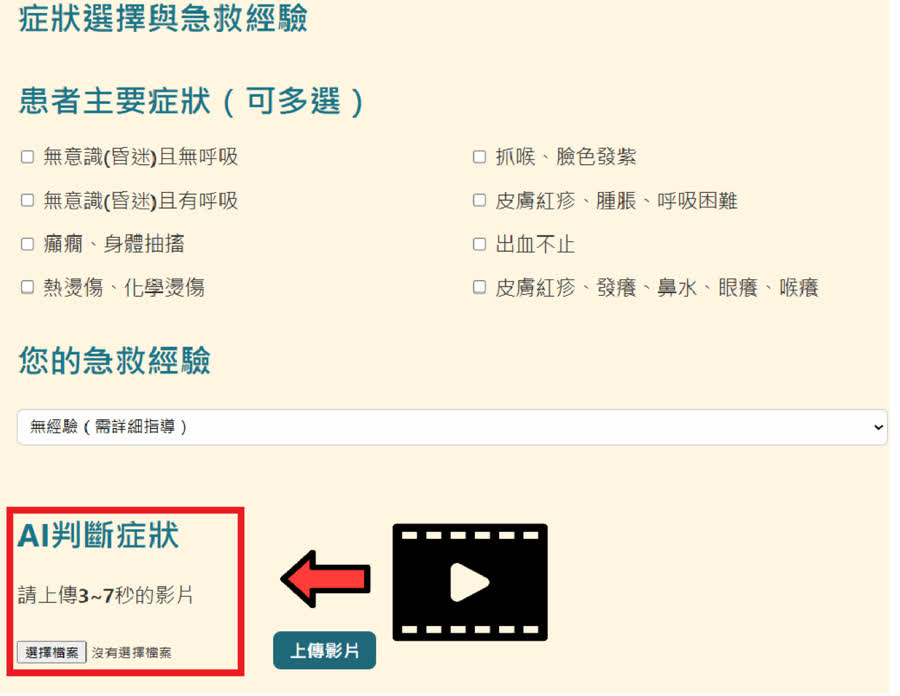 症狀選擇與急救經驗
患者主要症狀（可多選）
無意識(昏迷)且無呼吸
抓喉、臉色發紫
無意識(昏迷)且有呼吸
皮膚紅疹、腫脹、呼吸困難
癲癇、身體抽搐
出血不止
熱燙傷、化學燙傷
皮膚紅疹、發癢、鼻水、眼癢、喉癢
您的急救經驗
無經驗（需詳細指導）
AI判斷症狀
請上傳3~7秒的影片
選擇檔案 沒有選擇檔案
上傳影片